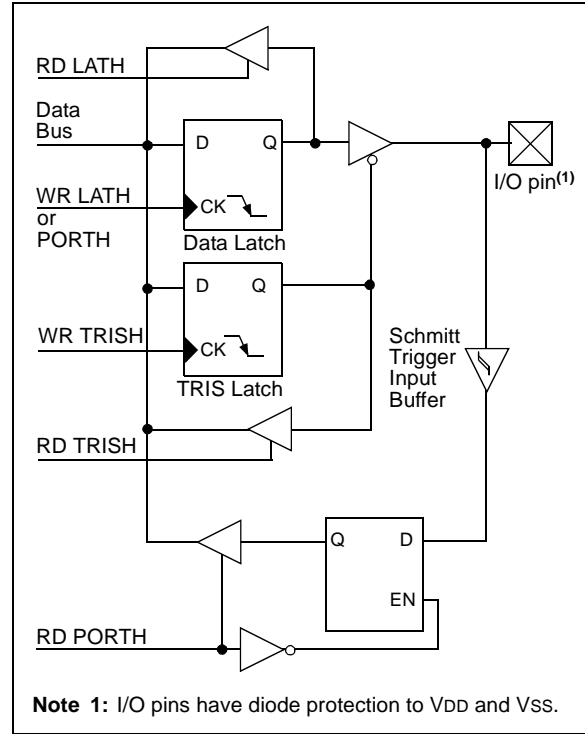 RD LATH
Data
Bus
D
Q
I/O pin(1)
WR LATH
or
PORTH
CK
Data Latch
D
Q
WR TRISH
CK
TRIS Latch
Schmitt
Trigger
Input
Buffer
RD TRISH
Q
D
EN
RD PORTH
Note 1: I/O pins have diode protection to VDD and VSS.